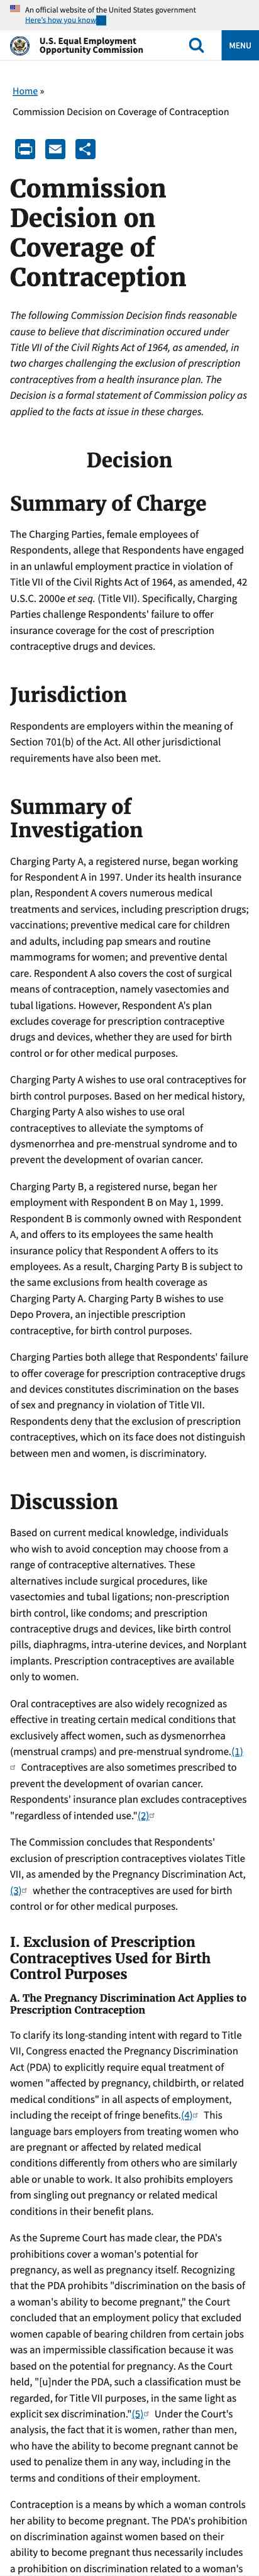 An official website of the United States government
Here's how you know
U.S. Equal Employment
Opportunity Commission
MENU
Home »
Commission Decision on Coverage of Contraception
Commission
Decision on
Coverage of
Contraception
The following Commission Decision finds reasonable
cause to believe that discrimination occured under
Title VII of the Civil Rights Act of 1964, as amended, in
two charges challenging the exclusion of prescription
contraceptives from a health insurance plan. The
Decision is a formal statement of Commission policy as
applied to the facts at issue in these charges.
Decision
Summary of Charge
The Charging Parties, female employees of
Respondents, allege that Respondents have engaged
in an unlawful employment practice in violation of
Title VII of the Civil Rights Act of 1964, as amended, 42
U.S.C. 2000e et seq. (Title VII). Specifically, Charging
Parties challenge Respondents' failure to offer
insurance coverage for the cost of prescription
contraceptive drugs and devices.
Jurisdiction
Respondents are employers within the meaning of
Section 701(b) of the Act. All other jurisdictional
requirements have also been met.
Summary of
Investigation
Charging Party A, a registered nurse, began working
for Respondent A in 1997. Under its health insurance
plan, Respondent A covers numerous medical
treatments and services, including prescription drugs;
vaccinations; preventive medical care for children
and adults, including pap smears and routine
mammograms for women; and preventive dental
care. Respondent A also covers the cost of surgical
means of contraception, namely vasectomies and
tubal ligations. However, Respondent A's plan
excludes coverage for prescription contraceptive
drugs and devices, whether they are used for birth
control or for other medical purposes.
Charging Party A wishes to use oral contraceptives for
birth control purposes. Based on her medical history,
Charging Party A also wishes to use oral
contraceptives to alleviate the symptoms of
dysmenorrhea and pre-menstrual syndrome and to
prevent the development of ovarian cancer.
Charging Party B, a registered nurse, began her
employment with Respondent B on May 1, 1999.
Respondent B is commonly owned with Respondent
A, and offers to its employees the same health
insurance policy that Respondent A offers to its
employees. As a result, Charging Party B is subject to
the same exclusions from health coverage as
Charging Party A. Charging Party B wishes to use
Depo Provera, an injectible prescription
contraceptive, for birth control purposes.
Charging Parties both allege that Respondents' failure
to offer coverage for prescription contraceptive drugs
and devices constitutes discrimination on the bases
of sex and pregnancy in violation of Title VII.
Respondents deny that the exclusion of prescription
contraceptives, which on its face does not distinguish
between men and women, is discriminatory.
Discussion
Based on current medical knowledge, individuals
who wish to avoid conception may choose from a
range of contraceptive alternatives. These
alternatives include surgical procedures, like
vasectomies and tubal ligations; non-prescription
birth control, like condoms; and prescription
contraceptive drugs and devices, like birth control
pills, diaphragms, intra-uterine devices, and Norplant
implants. Prescription contraceptives are available
only to women.
Oral contraceptives are also widely recognized as
effective in treating certain medical conditions that
exclusively affect women, such as dysmenorrhea
(menstrual cramps) and pre-menstrual syndrome.(1)
Contraceptives are also sometimes prescribed to
prevent the development of ovarian cancer.
Respondents' insurance plan excludes contraceptives
"regardless of intended use."(2)
The Commission concludes that Respondents'
exclusion of prescription contraceptives violates Title
VII, as amended by the Pregnancy Discrimination Act,
(3) whether the contraceptives are used for birth
control or for other medical purposes.
I. Exclusion of Prescription
Contraceptives Used for Birth
Control Purposes
A. The Pregnancy Discrimination Act Applies to
Prescription Contraception
To clarify its long-standing intent with regard to Title
VII, Congress enacted the Pregnancy Discrimination
Act (PDA) to explicitly require equal treatment of
women "affected by pregnancy, childbirth, or related
medical conditions" in all aspects of employment,
including the receipt of fringe benefits.(4) This
language bars employers from treating women who
are pregnant or affected by related medical
conditions differently from others who are similarly
able or unable to work. It also prohibits employers
from singling out pregnancy or related medical
conditions in their benefit plans.
As the Supreme Court has made clear, the PDA's
prohibitions cover a woman's potential for
pregnancy, as well as pregnancy itself. Recognizing
that the PDA prohibits "discrimination on the basis of
a woman's ability to become pregnant," the Court
concluded that an employment policy that excluded
women capable of bearing children from certain jobs
was an impermissible classification because it was
based on the potential for pregnancy. As the Court
held, "[u]nder the PDA, such a classification must be
regarded, for Title VII purposes, in the same light as
explicit sex discrimination."(5) Under the Court's
analysis, the fact that it is women, rather than men,
who have the ability to become pregnant cannot be
used to penalize them in any way, including in the
terms and conditions of their employment.
Contraception is a means by which a woman controls
her ability to become pregnant. The PDA's prohibition
on discrimination against women based on their
ability to become pregnant thus necessarily includes
a prohibition on discrimination related to a woman's